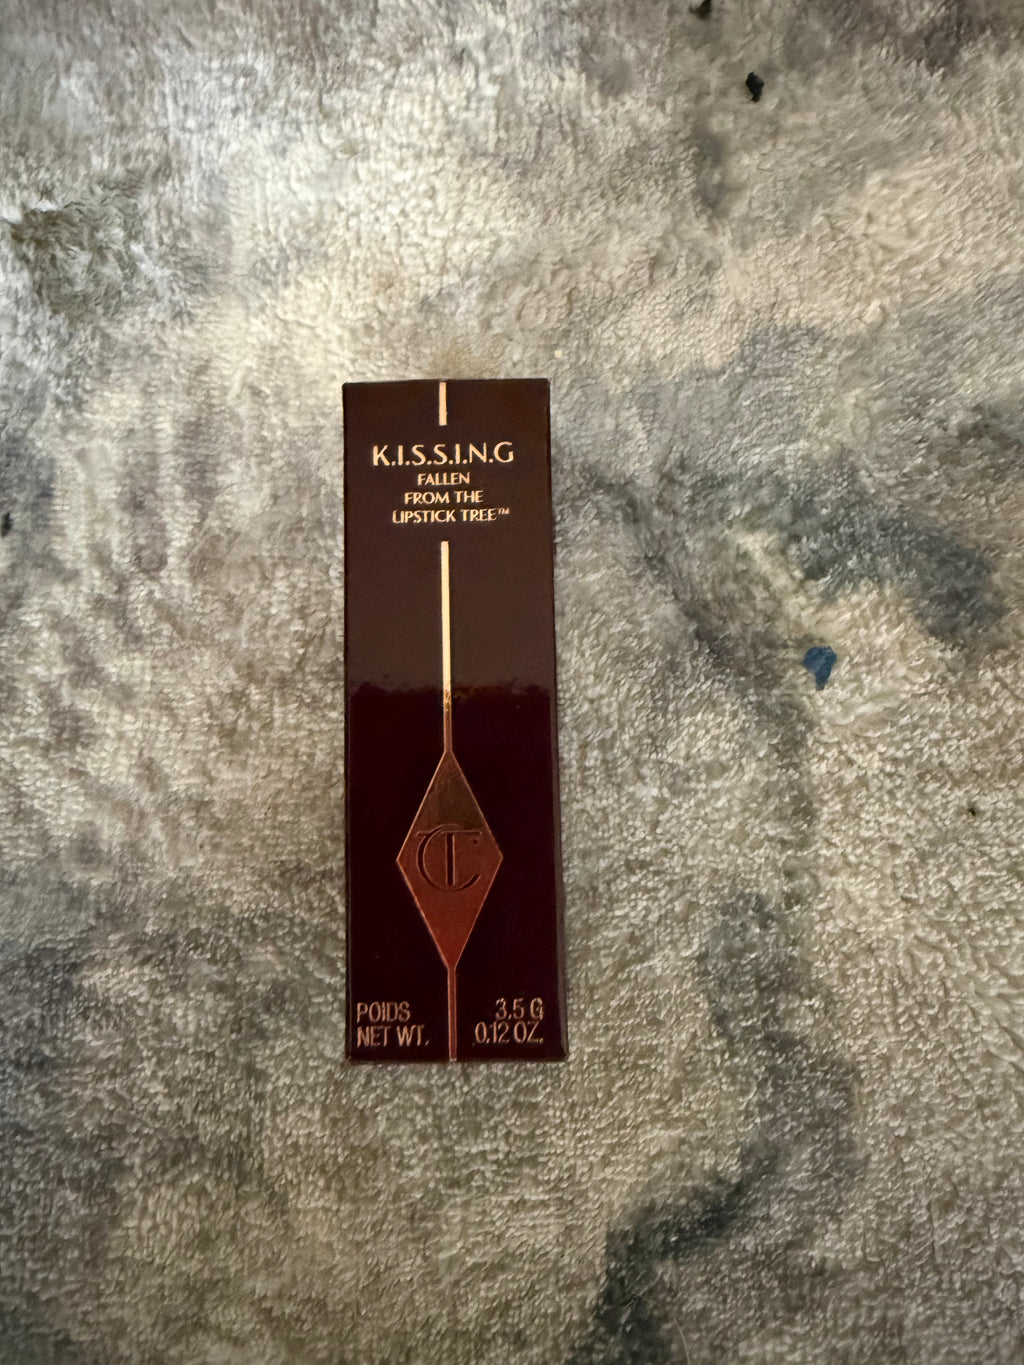 K.I.S.S.I.N.G
FALLEN
FROM THE
LIPSTICK TREE™
CT
POIDS 3.5 G
NET WT. 0.12 OZ.